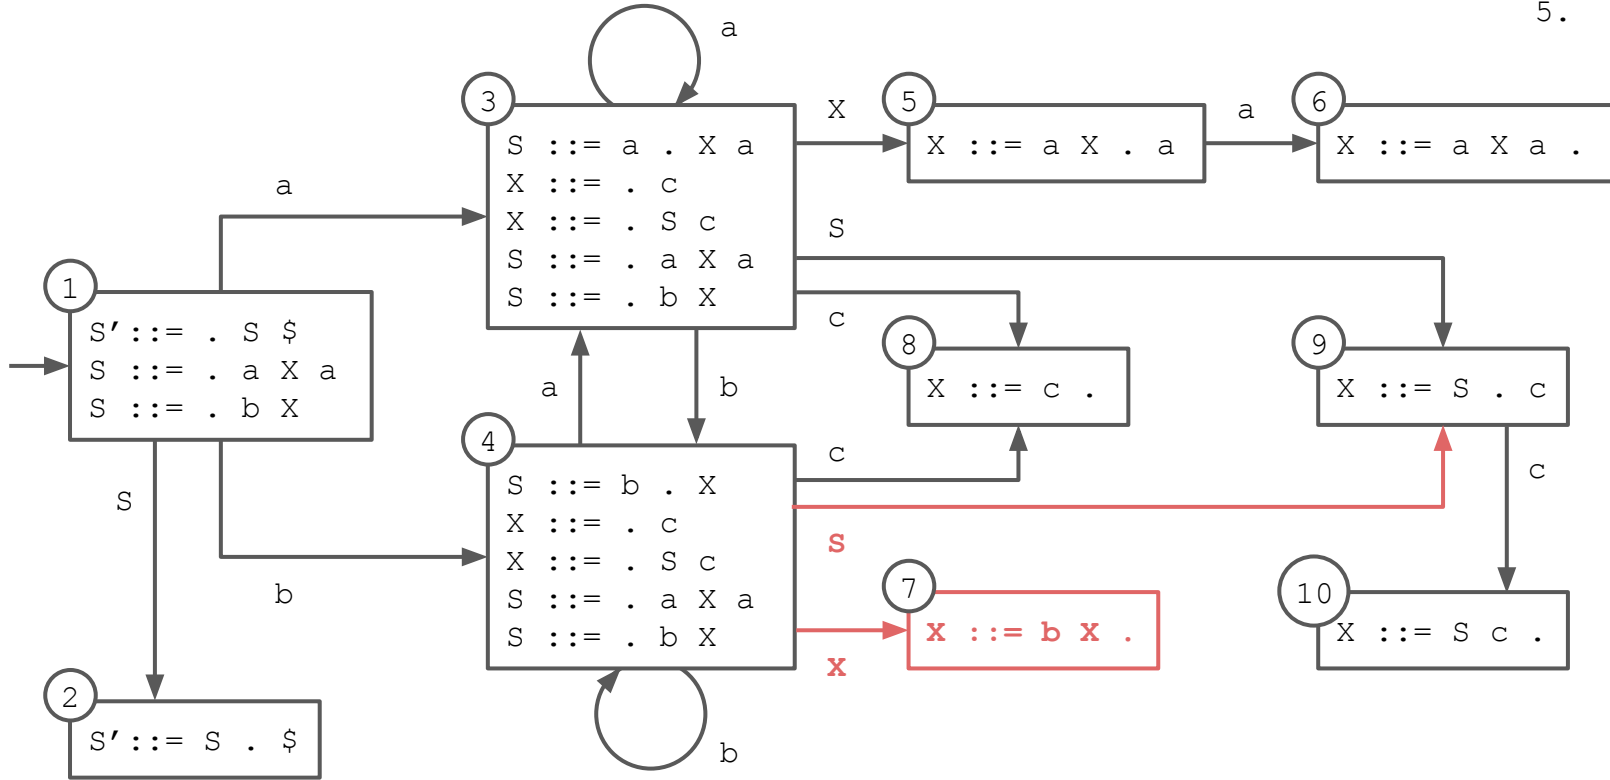 5.
a
3
S ::= a . X a
X ::= . c
X ::= . S c
S ::= . a X a
S ::= . b X
X
5
X ::= a X . a
a
6
X ::= a X a .
a
S
c
1
S'::= . S $
S ::= . a X a
S ::= . b X
8
X ::= c .
9
X ::= S . c
a
b
4
S ::= b . X
X ::= . c
X ::= . S c
S ::= . a X a
S ::= . b X
c
S
c
S
b
7
X ::= b X .
X
10
X ::= S c .
2
S'::= S . $
b